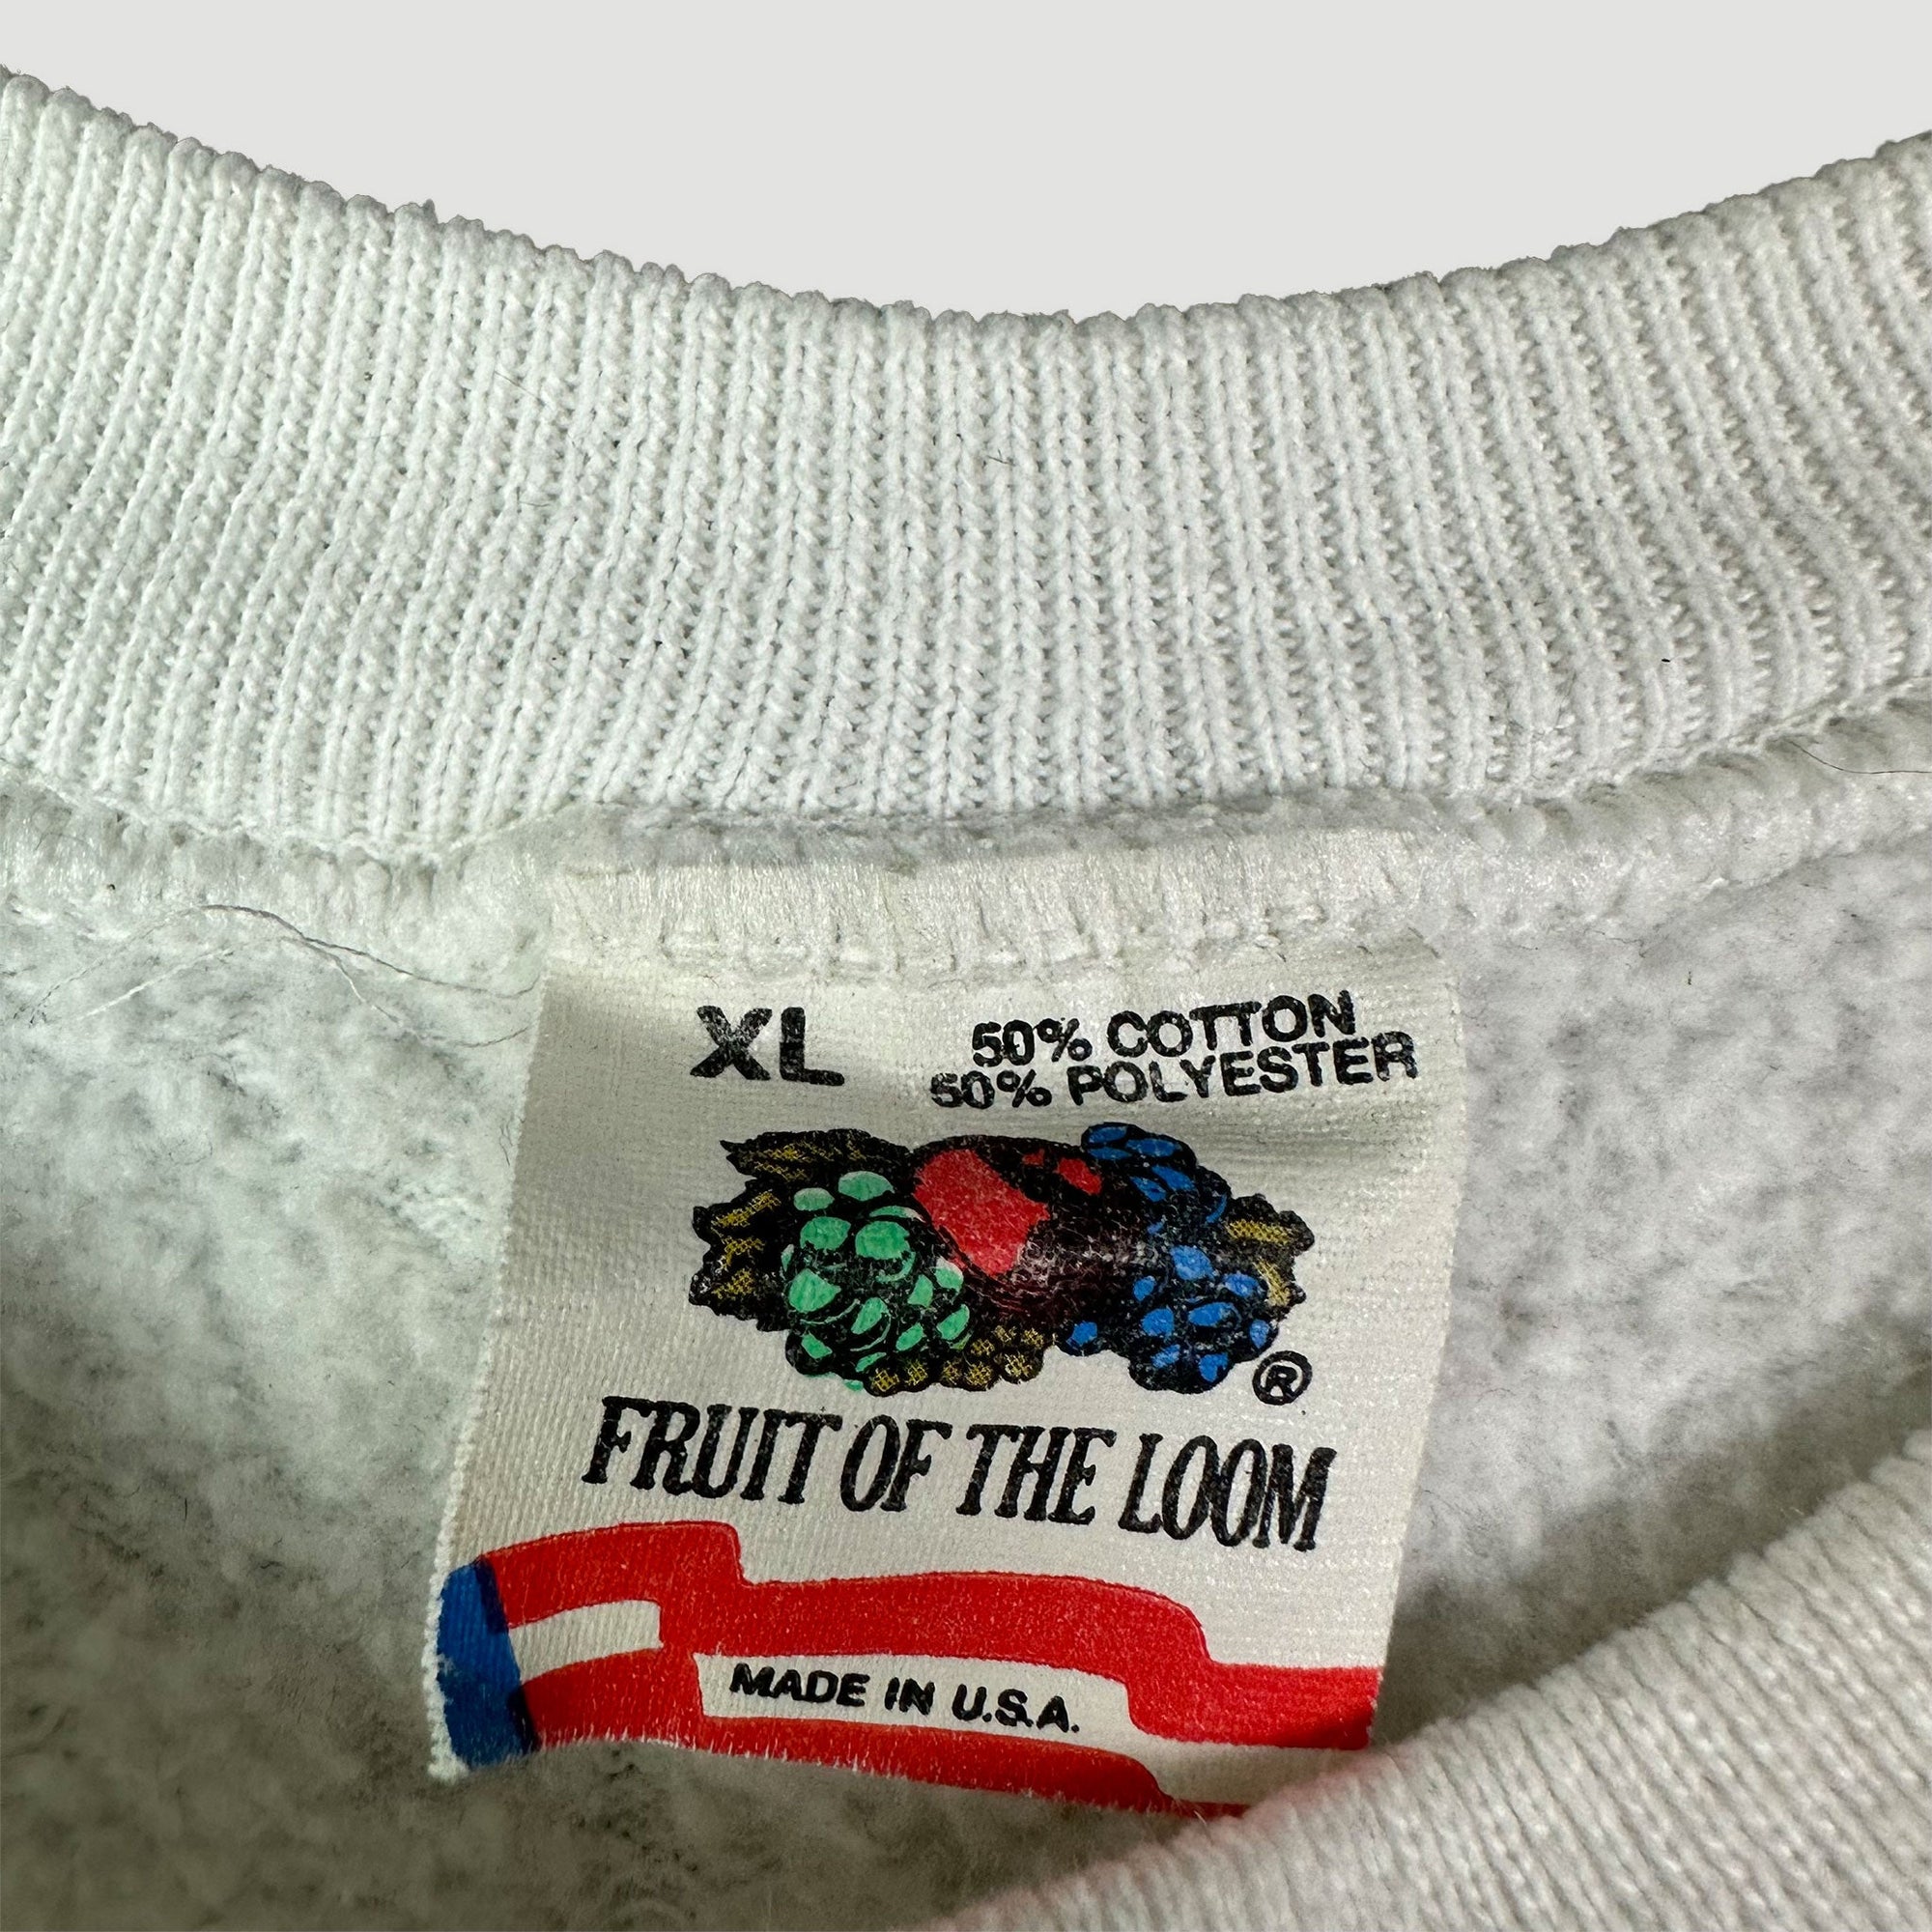 XL
50% COTTON
50% POLYESTER
®
FRUIT OF THE LOOM
MADE IN U.S.A.